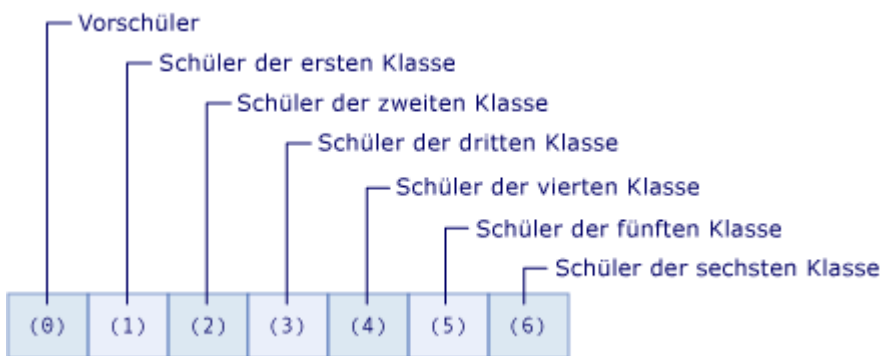 Vorschüler
Schüler der ersten Klasse
Schüler der zweiten Klasse
Schüler der dritten Klasse
Schüler der vierten Klasse
Schüler der fünften Klasse
Schüler der sechsten Klasse
(0) (1) (2) (3) (4) (5) (6)